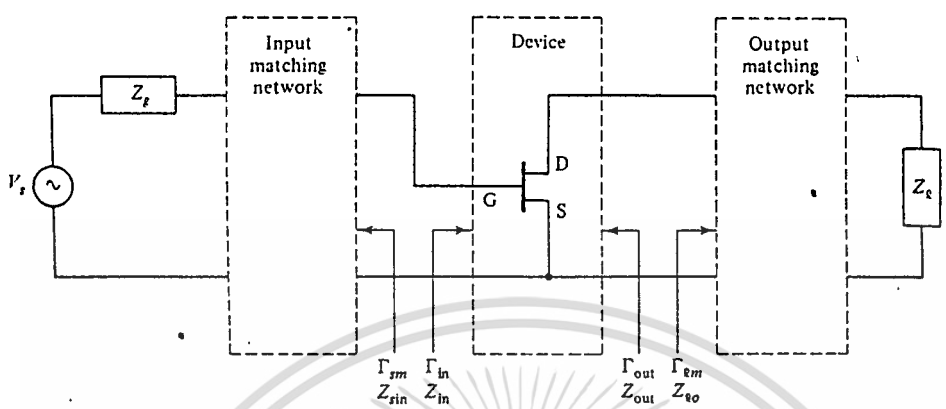 Input
matching
network
Device
Output
matching
network
Z_g
V_s
~
G
D
S
Z_ℓ
Γ_sm
Z_sin
Γ_in
Z_in
Γ_out
Z_out
Γ_ℓm
Z_ℓo